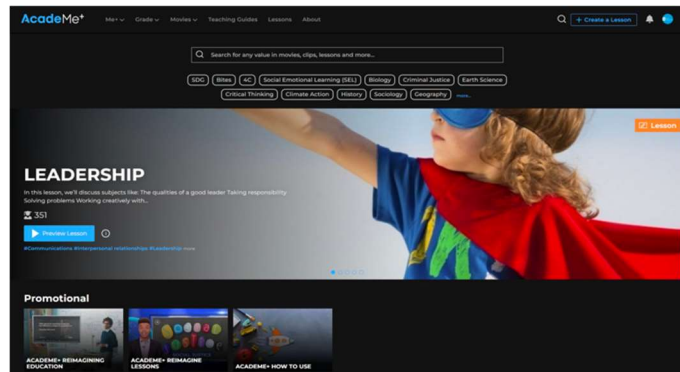 AcadeMe+
Me+ Grade Movies Teaching Guides Lessons About
+ Create a Lesson
Search for any value in movies, clips, lessons and more...
SDG Bites 4C Social Emotional Learning (SEL) Biology Criminal Justice Earth Science
Critical Thinking Climate Action History Sociology Geography more..
Lesson
LEADERSHIP
In this lesson, we'll discuss subjects like: The qualities of a good leader Taking responsibility
Solving problems Working creatively with...
351
Preview Lesson
#Communications #Interpersonal relationships #Leadership more
Promotional
ACADEME+ REIMAGINING
EDUCATION
ACADEME+ REIMAGINE
LESSONS
ACADEME+ HOW TO USE